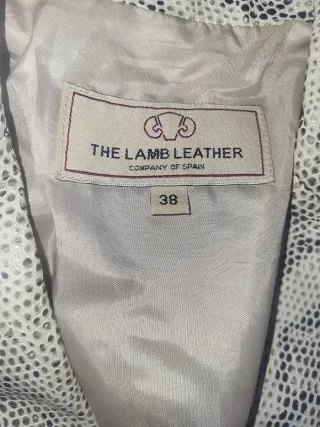 THE LAMB LEATHER
COMPANY OF SPAIN
38